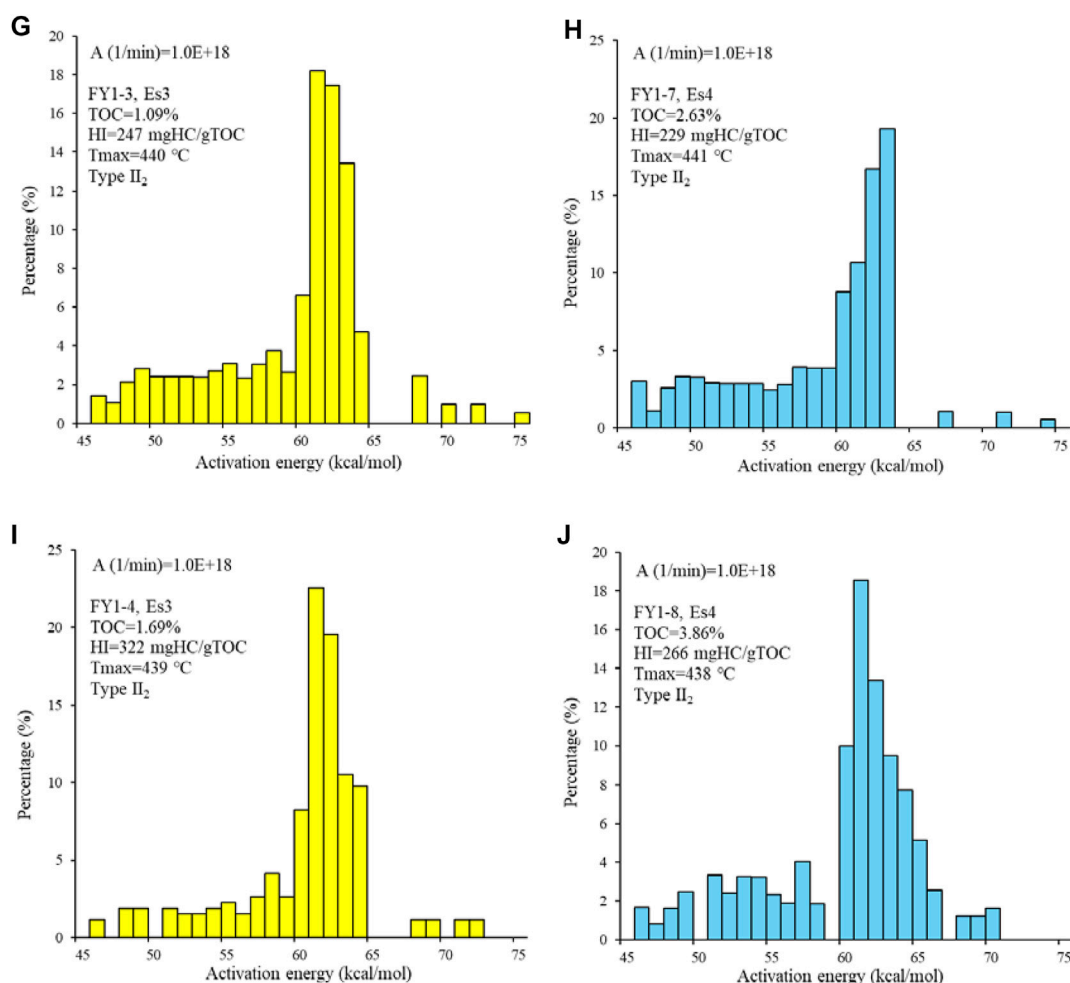 G
A (1/min)=1.0E+18
FY1-3, Es3
TOC=1.09%
HI=247 mgHC/gTOC
Tmax=440 °C
Type II₂
Percentage (%)
20
18
16
14
12
10
8
6
4
2
0
45 50 55 60 65 70 75
Activation energy (kcal/mol)
H
A (1/min)=1.0E+18
FY1-7, Es4
TOC=2.63%
HI=229 mgHC/gTOC
Tmax=441 °C
Type II₂
Percentage (%)
25
20
15
10
5
0
45 50 55 60 65 70 75
Activation energy (kcal/mol)
I
A (1/min)=1.0E+18
FY1-4, Es3
TOC=1.69%
HI=322 mgHC/gTOC
Tmax=439 °C
Type II₂
Percentage (%)
25
20
15
10
5
0
45 50 55 60 65 70 75
Activation energy (kcal/mol)
J
A (1/min)=1.0E+18
FY1-8, Es4
TOC=3.86%
HI=266 mgHC/gTOC
Tmax=438 °C
Type II₂
Percentage (%)
20
18
16
14
12
10
8
6
4
2
0
45 50 55 60 65 70 75
Activation energy (kcal/mol)